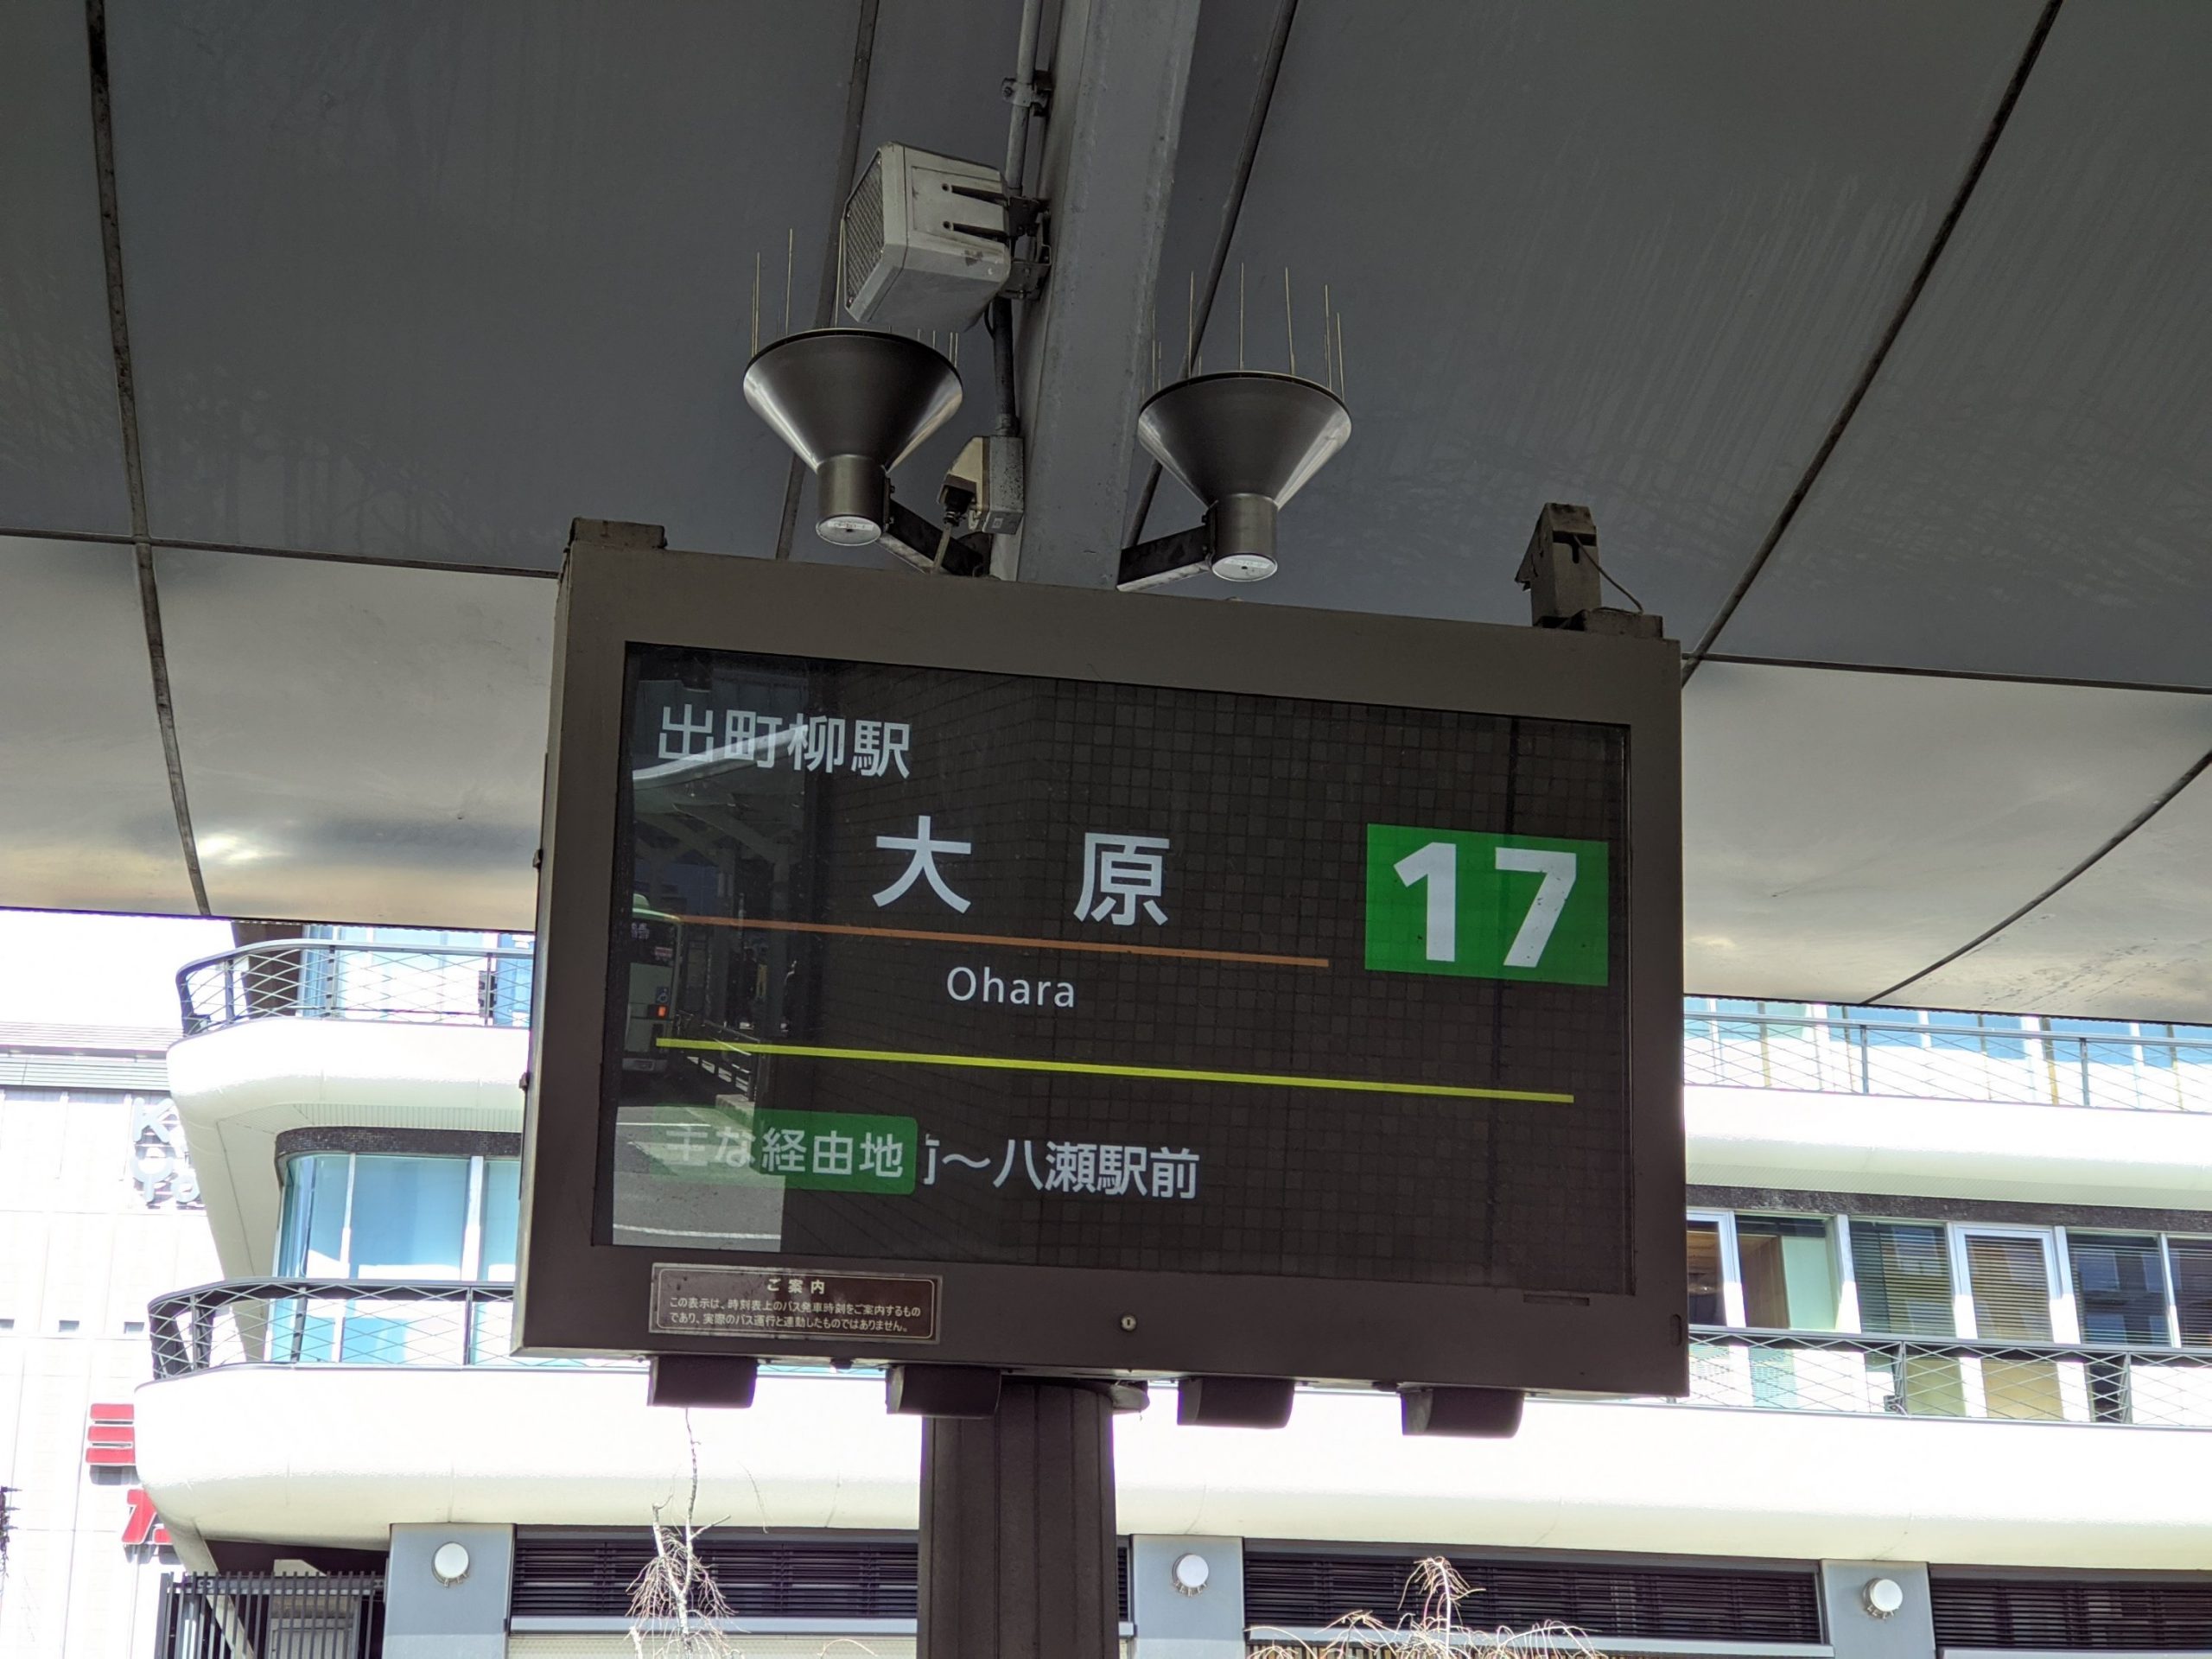 出町柳駅
大原
17
Ohara
主な経由地 ~八瀬駅前
ご案内
この表示は、時刻表上のバス発車時刻をご案内するもの
であり、実際のバス運行と連動したものではありません。